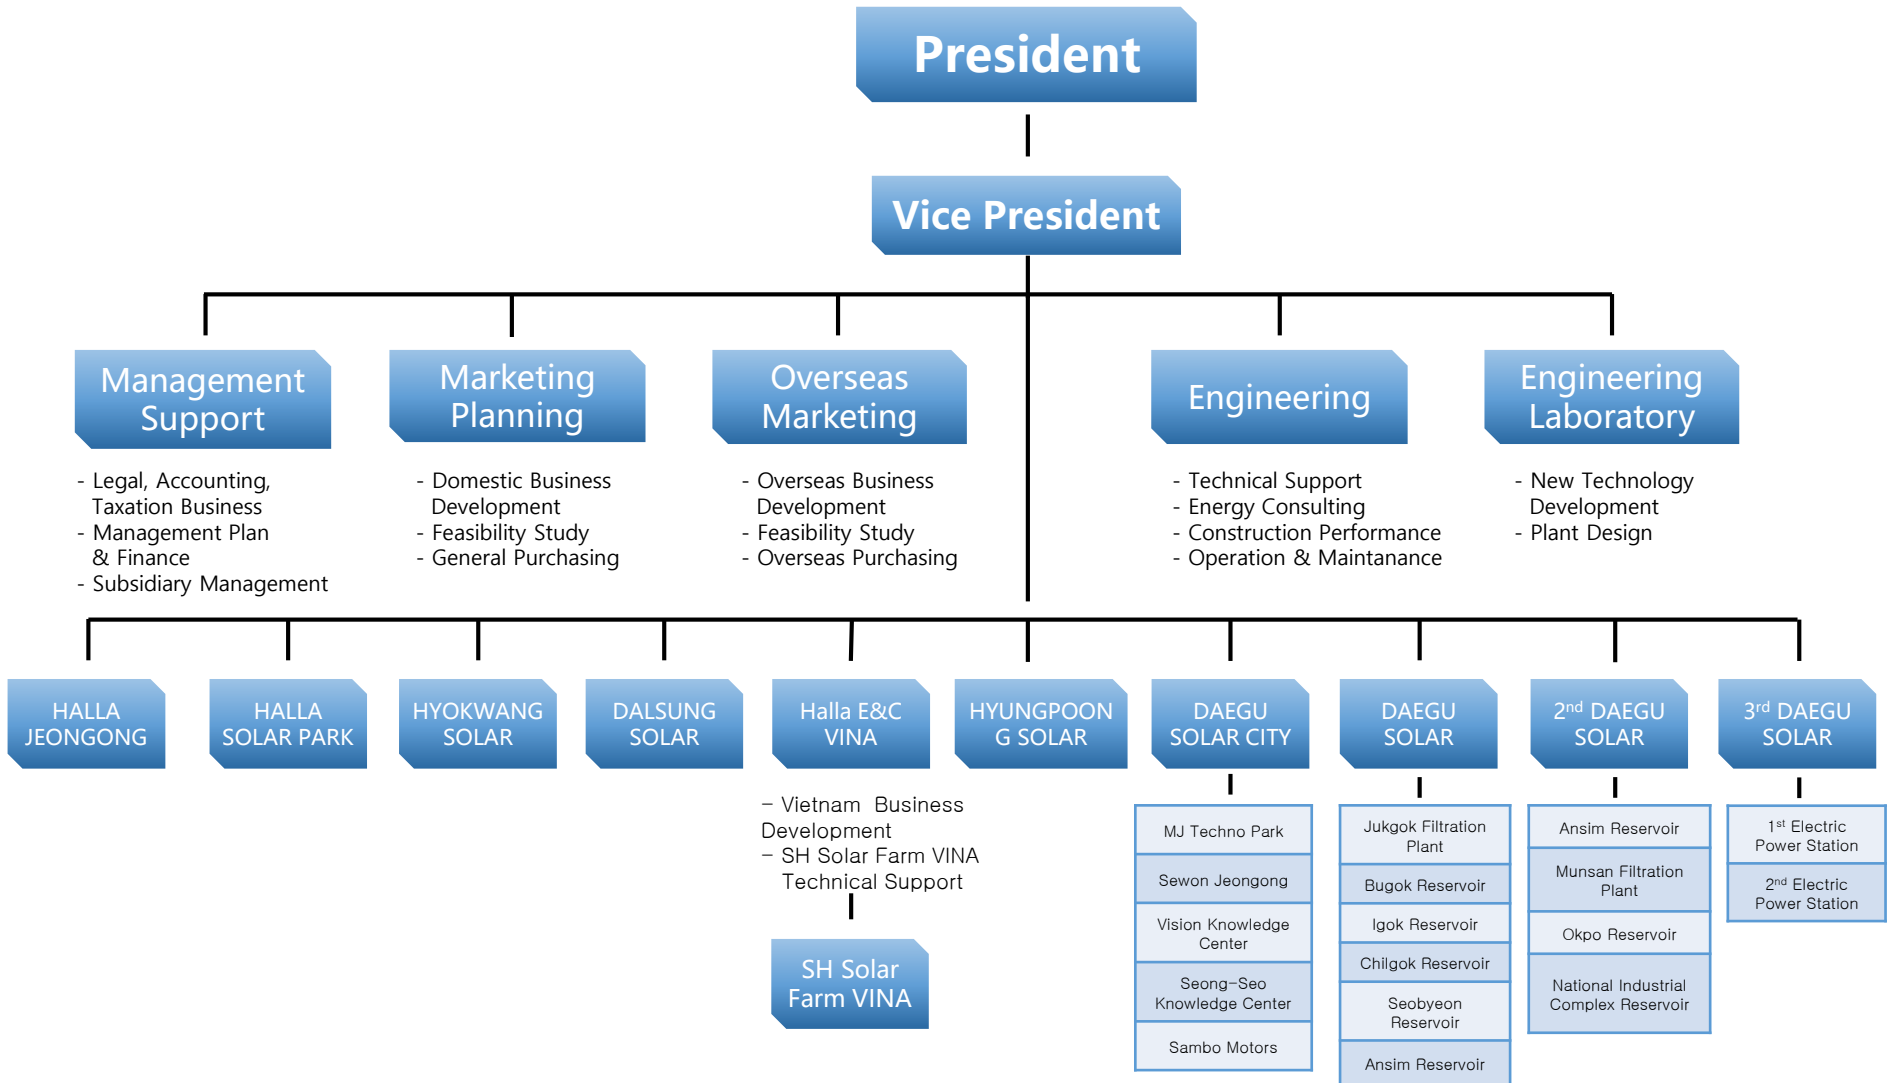 President
Vice President
Management
Support
Marketing
Planning
Overseas
Marketing
Engineering
Engineering
Laboratory
- Legal, Accounting,
Taxation Business
- Management Plan
& Finance
- Subsidiary Management
- Domestic Business
Development
- Feasibility Study
- General Purchasing
- Overseas Business
Development
- Feasibility Study
- Overseas Purchasing
- Technical Support
- Energy Consulting
- Construction Performance
- Operation & Maintanance
- New Technology
Development
- Plant Design
HALLA
JEONGONG
HALLA
SOLAR PARK
HYOKWANG
SOLAR
DALSUNG
SOLAR
Halla E&C
VINA
HYUNGPOON
G SOLAR
DAEGU
SOLAR CITY
DAEGU
SOLAR
2nd DAEGU
SOLAR
3rd DAEGU
SOLAR
- Vietnam Business
Development
- SH Solar Farm VINA
Technical Support
SH Solar
Farm VINA
MJ Techno Park
Sewon Jeongong
Vision Knowledge
Center
Seong-Seo
Knowledge Center
Sambo Motors
Jukgok Filtration
Plant
Bugok Reservoir
Igok Reservoir
Chilgok Reservoir
Seobyeon
Reservoir
Ansim Reservoir
Ansim Reservoir
Munsan Filtration
Plant
Okpo Reservoir
National Industrial
Complex Reservoir
1st Electric
Power Station
2nd Electric
Power Station